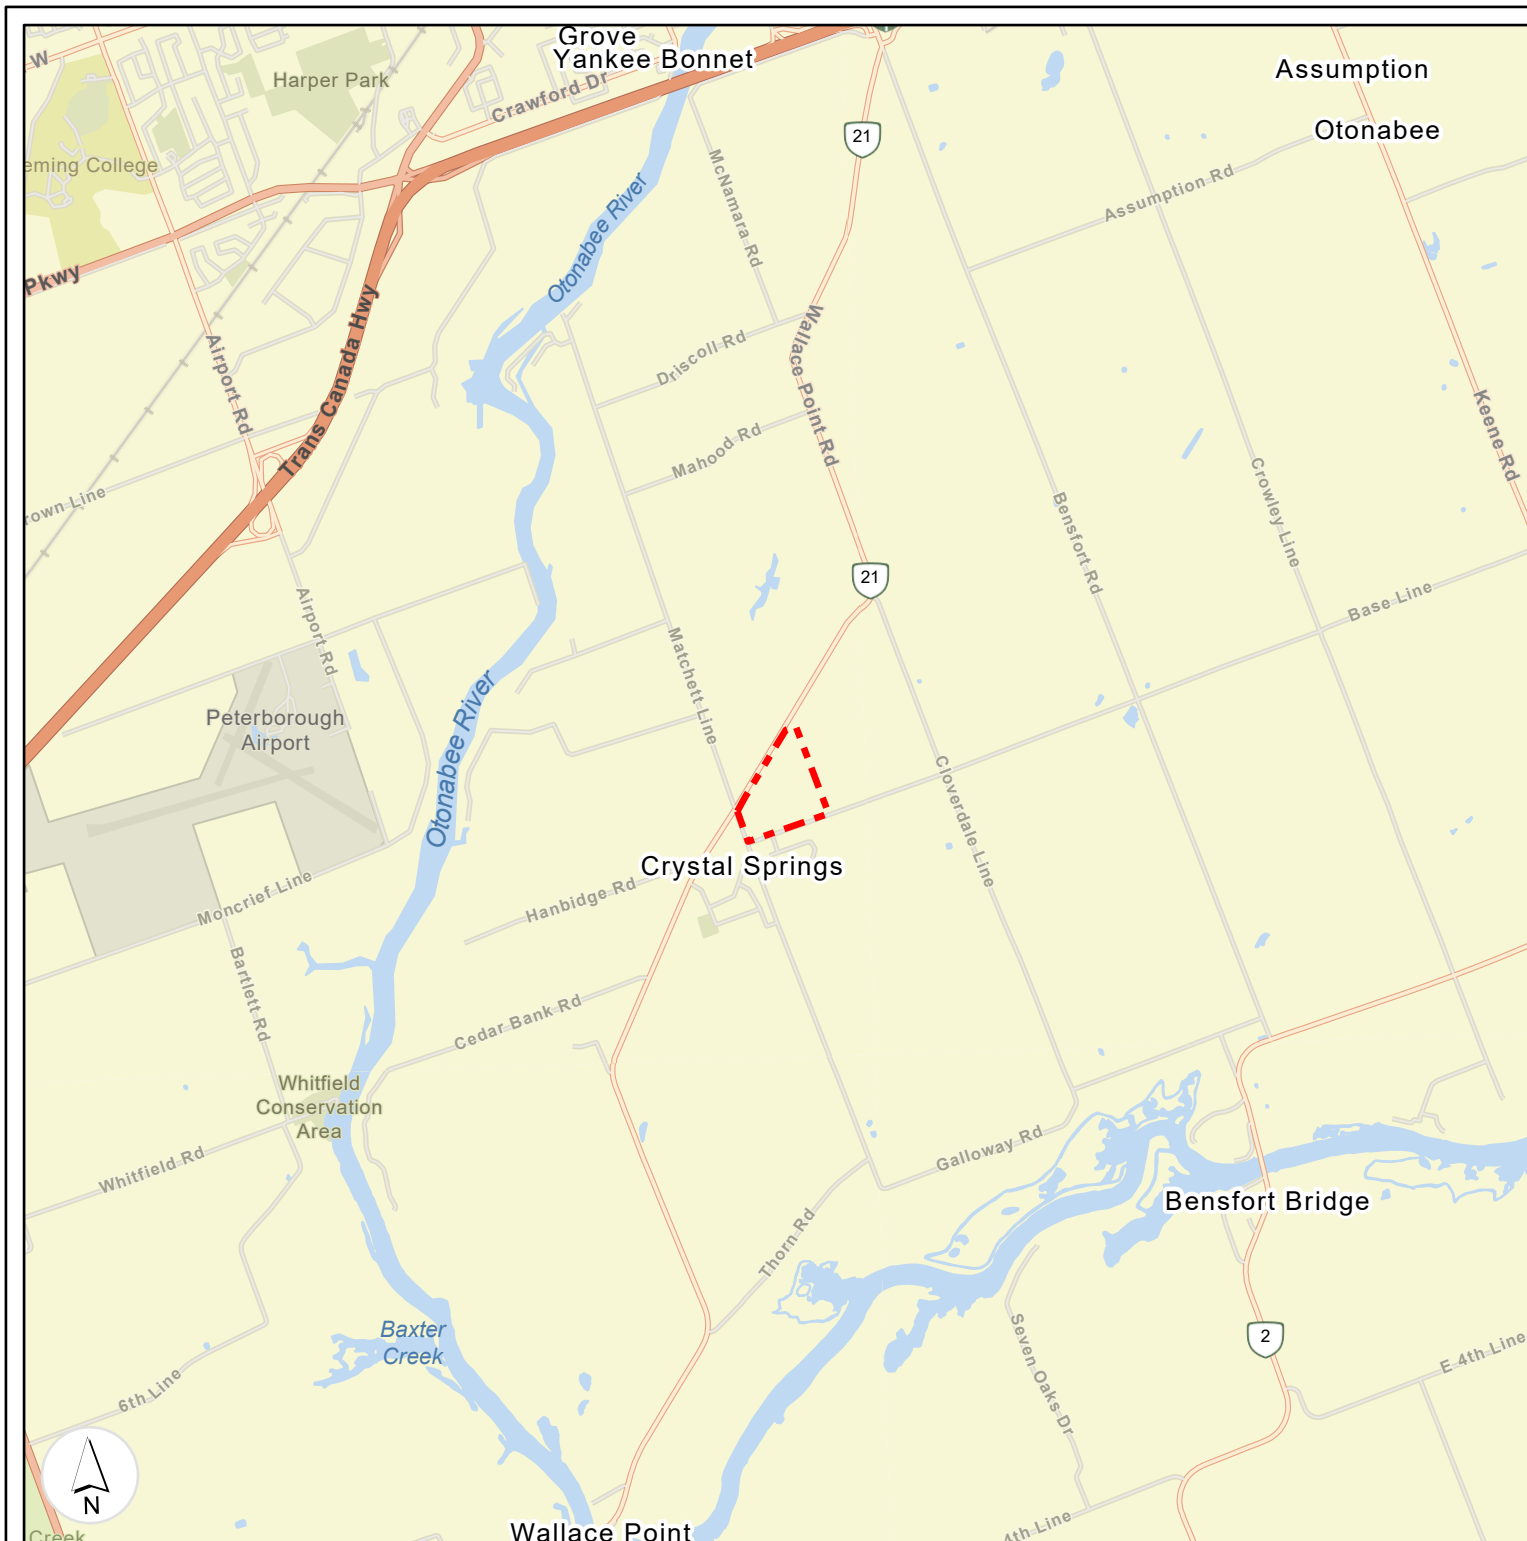 Grove
Yankee Bonnet
Assumption
Otonabee
W
Harper Park
Crawford Dr
21
eming College
McNamara Rd
Assumption Rd
Otonabee River
Pkwy
Trans Canada Hwy
Airport Rd
Driscoll Rd
Wallace Point Rd
Keene Rd
Mahood Rd
rown Line
Bensfort Rd
Crowley Line
21
Base Line
Airport Rd
Matchett Line
Peterborough
Airport
Otonabee River
Cloverdale Line
Crystal Springs
Hanbidge Rd
Moncrief Line
Bartlett Rd
Cedar Bank Rd
Whitfield
Conservation
Area
Whitfield Rd
Galloway Rd
Bensfort Bridge
Thorn Rd
Baxter
Creek
2
Seven Oaks Dr
E 4th Line
6th Line
N
Creek
Wallace Point
4th Line